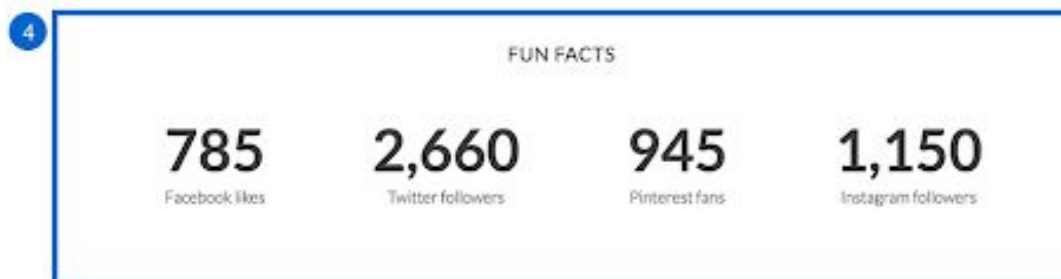 4
FUN FACTS
785 2,660 945 1,150
Facebook likes Twitter followers Pinterest fans Instagram followers